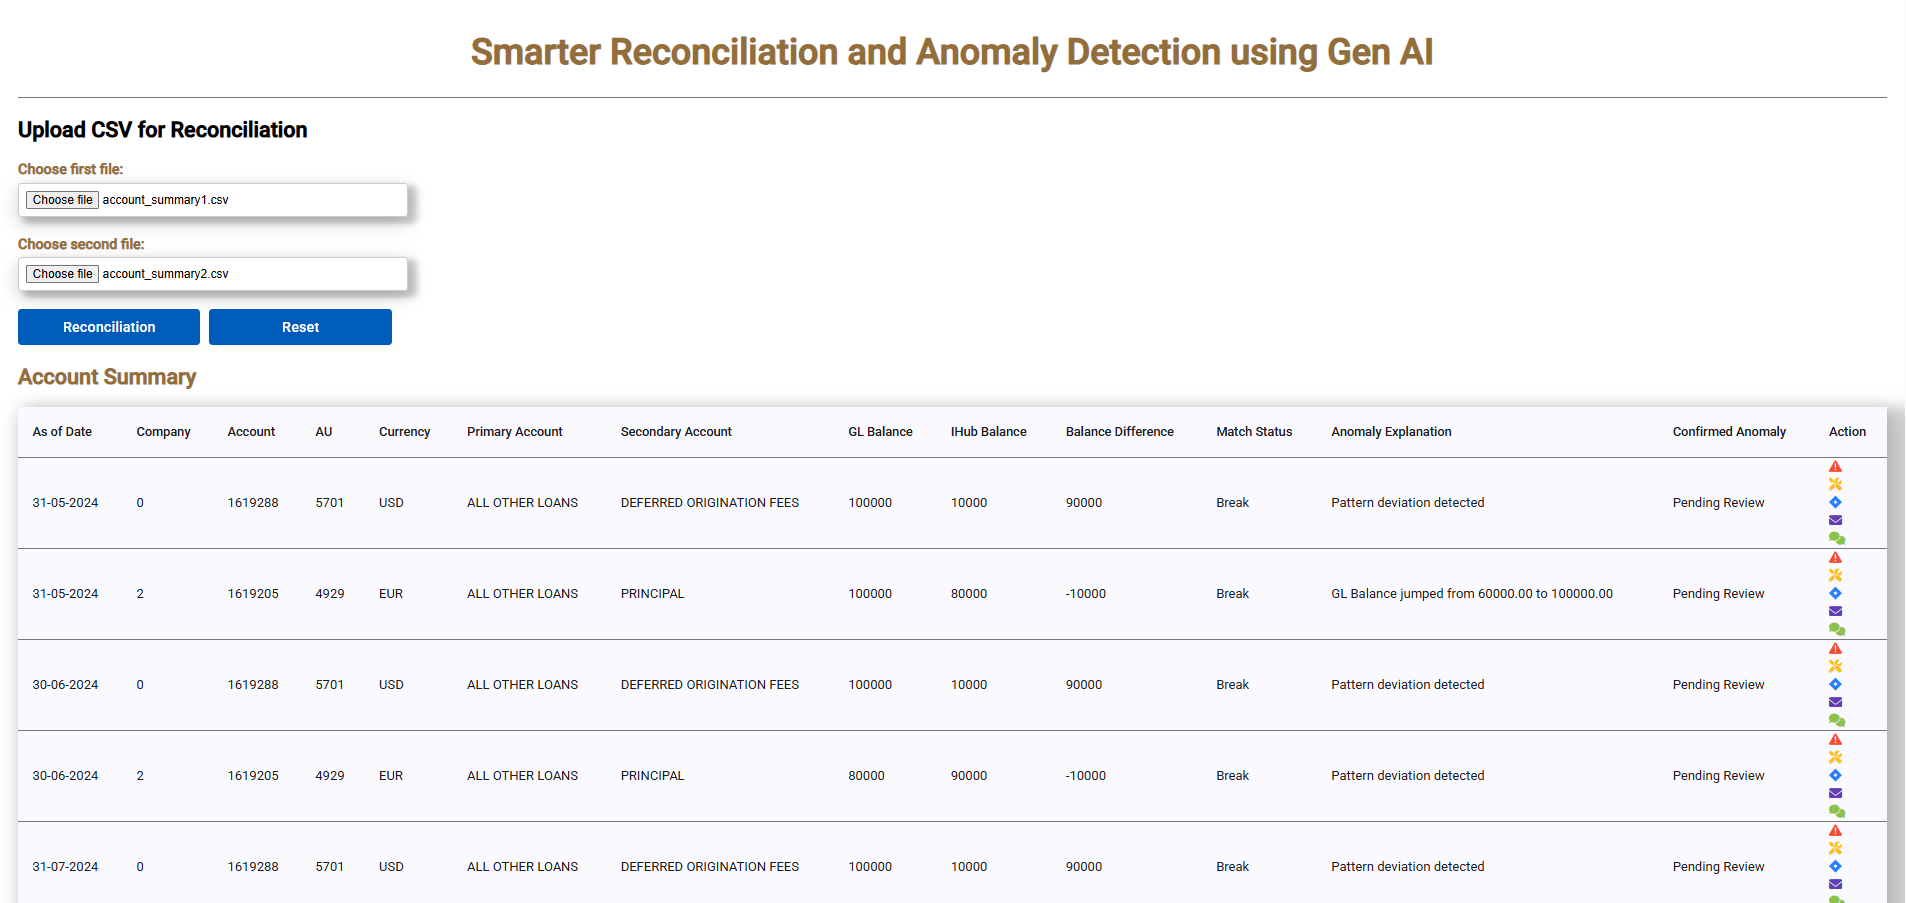 Smarter Reconciliation and Anomaly Detection using Gen AI
Upload CSV for Reconciliation
Choose first file:
Choose file account_summary1.csv
Choose second file:
Choose file account_summary2.csv
Reconciliation Reset
Account Summary
As of Date Company Account AU Currency Primary Account Secondary Account GL Balance IHub Balance Balance Difference Match Status Anomaly Explanation Confirmed Anomaly Action
31-05-2024 0 1619288 5701 USD ALL OTHER LOANS DEFERRED ORIGINATION FEES 100000 10000 90000 Break Pattern deviation detected Pending Review
31-05-2024 2 1619205 4929 EUR ALL OTHER LOANS PRINCIPAL 100000 80000 -10000 Break GL Balance jumped from 60000.00 to 100000.00 Pending Review
30-06-2024 0 1619288 5701 USD ALL OTHER LOANS DEFERRED ORIGINATION FEES 100000 10000 90000 Break Pattern deviation detected Pending Review
30-06-2024 2 1619205 4929 EUR ALL OTHER LOANS PRINCIPAL 80000 90000 -10000 Break Pattern deviation detected Pending Review
31-07-2024 0 1619288 5701 USD ALL OTHER LOANS DEFERRED ORIGINATION FEES 100000 10000 90000 Break Pattern deviation detected Pending Review